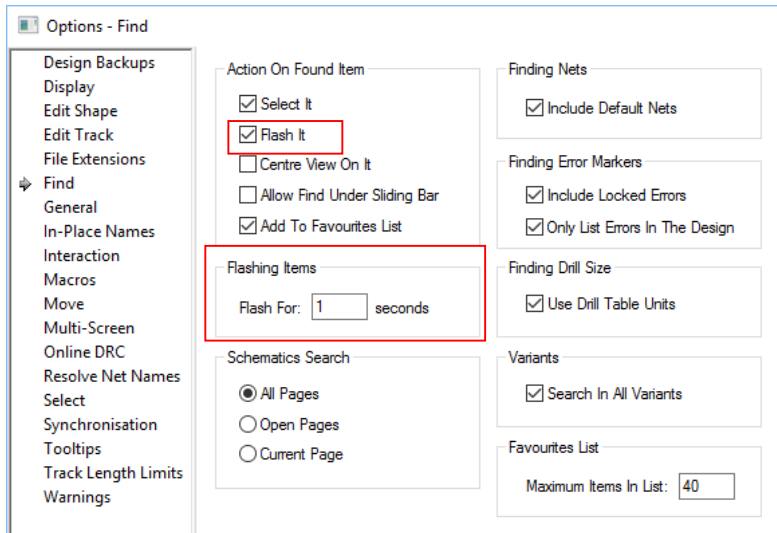 Options - Find
Design Backups
Display
Edit Shape
Edit Track
File Extensions
Find
General
In-Place Names
Interaction
Macros
Move
Multi-Screen
Online DRC
Resolve Net Names
Select
Synchronisation
Tooltips
Track Length Limits
Warnings
Action On Found Item
Select It
Flash It
Centre View On It
Allow Find Under Sliding Bar
Add To Favourites List
Flashing Items
Flash For: 1 seconds
Schematics Search
All Pages
Open Pages
Current Page
Finding Nets
Include Default Nets
Finding Error Markers
Include Locked Errors
Only List Errors In The Design
Finding Drill Size
Use Drill Table Units
Variants
Search In All Variants
Favourites List
Maximum Items In List: 40